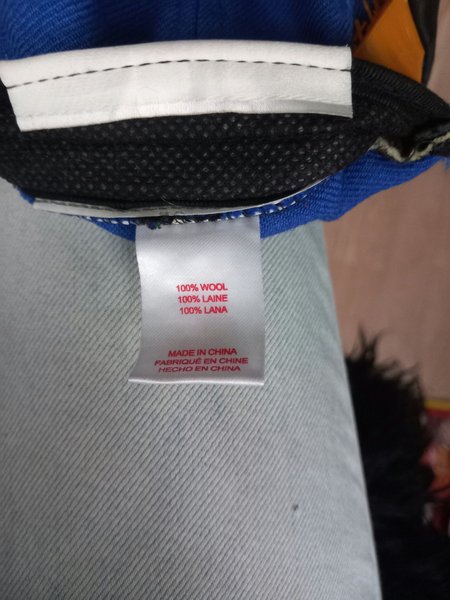 100% WOOL
100% LAINE
100% LANA
MADE IN CHINA
FABRIQUÉ EN CHINE
HECHO EN CHINA